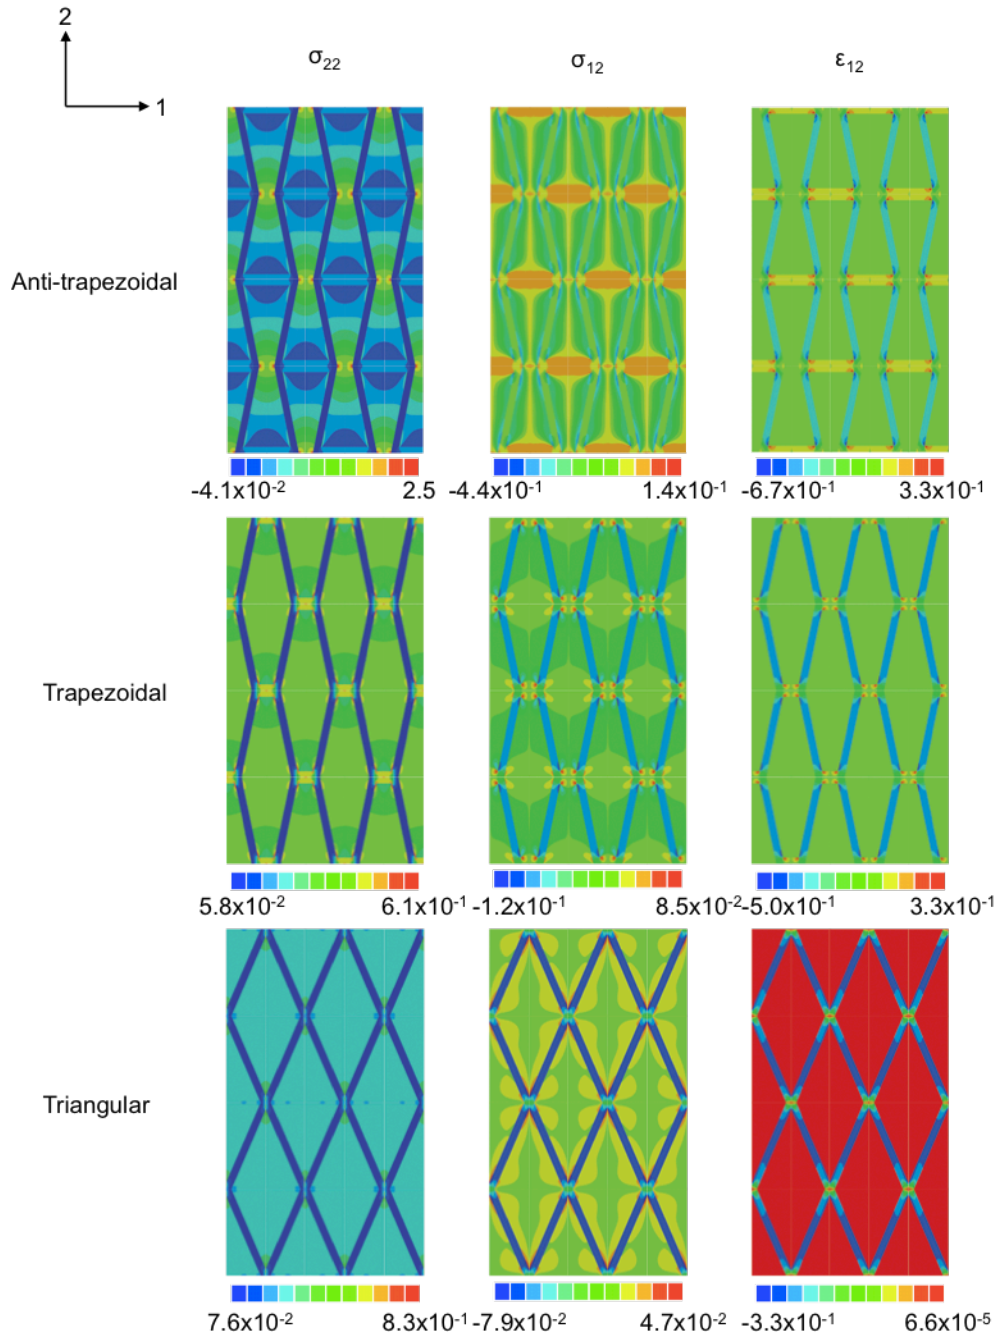 2
1
σ₂₂ σ₁₂ ε₁₂
Anti-trapezoidal
-4.1x10⁻² 2.5 -4.4x10⁻¹ 1.4x10⁻¹ -6.7x10⁻¹ 3.3x10⁻¹
Trapezoidal
5.8x10⁻² 6.1x10⁻¹ -1.2x10⁻¹ 8.5x10⁻² -5.0x10⁻¹ 3.3x10⁻¹
Triangular
7.6x10⁻² 8.3x10⁻¹ -7.9x10⁻² 4.7x10⁻² -3.3x10⁻¹ 6.6x10⁻⁵